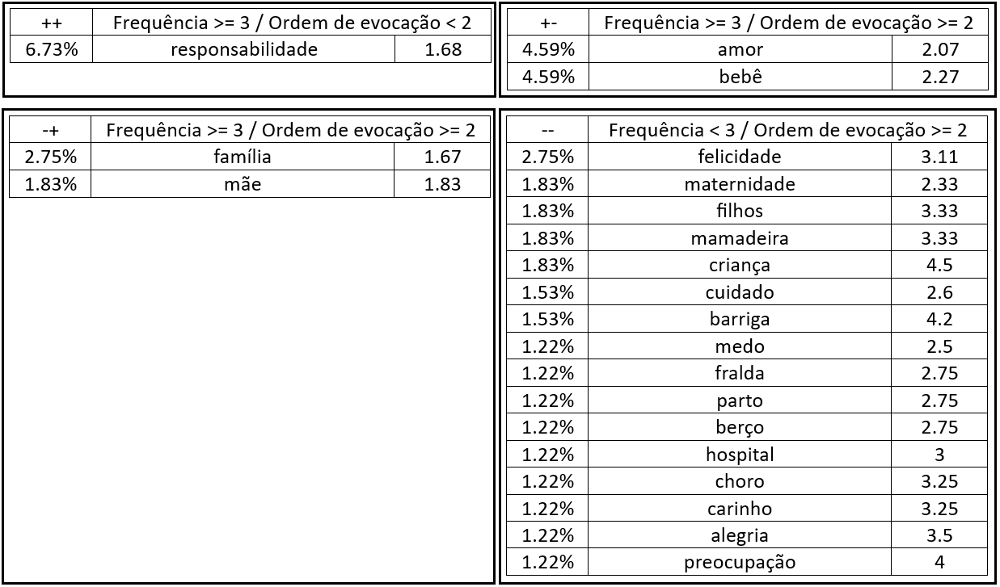 ++ Frequência >= 3 / Ordem de evocação < 2
6.73% responsabilidade 1.68
+- Frequência >= 3 / Ordem de evocação >= 2
4.59% amor 2.07
4.59% bebê 2.27
-+ Frequência >= 3 / Ordem de evocação >= 2
2.75% família 1.67
1.83% mãe 1.83
-- Frequência < 3 / Ordem de evocação >= 2
2.75% felicidade 3.11
1.83% maternidade 2.33
1.83% filhos 3.33
1.83% mamadeira 3.33
1.83% criança 4.5
1.53% cuidado 2.6
1.53% barriga 4.2
1.22% medo 2.5
1.22% fralda 2.75
1.22% parto 2.75
1.22% berço 2.75
1.22% hospital 3
1.22% choro 3.25
1.22% carinho 3.25
1.22% alegria 3.5
1.22% preocupação 4